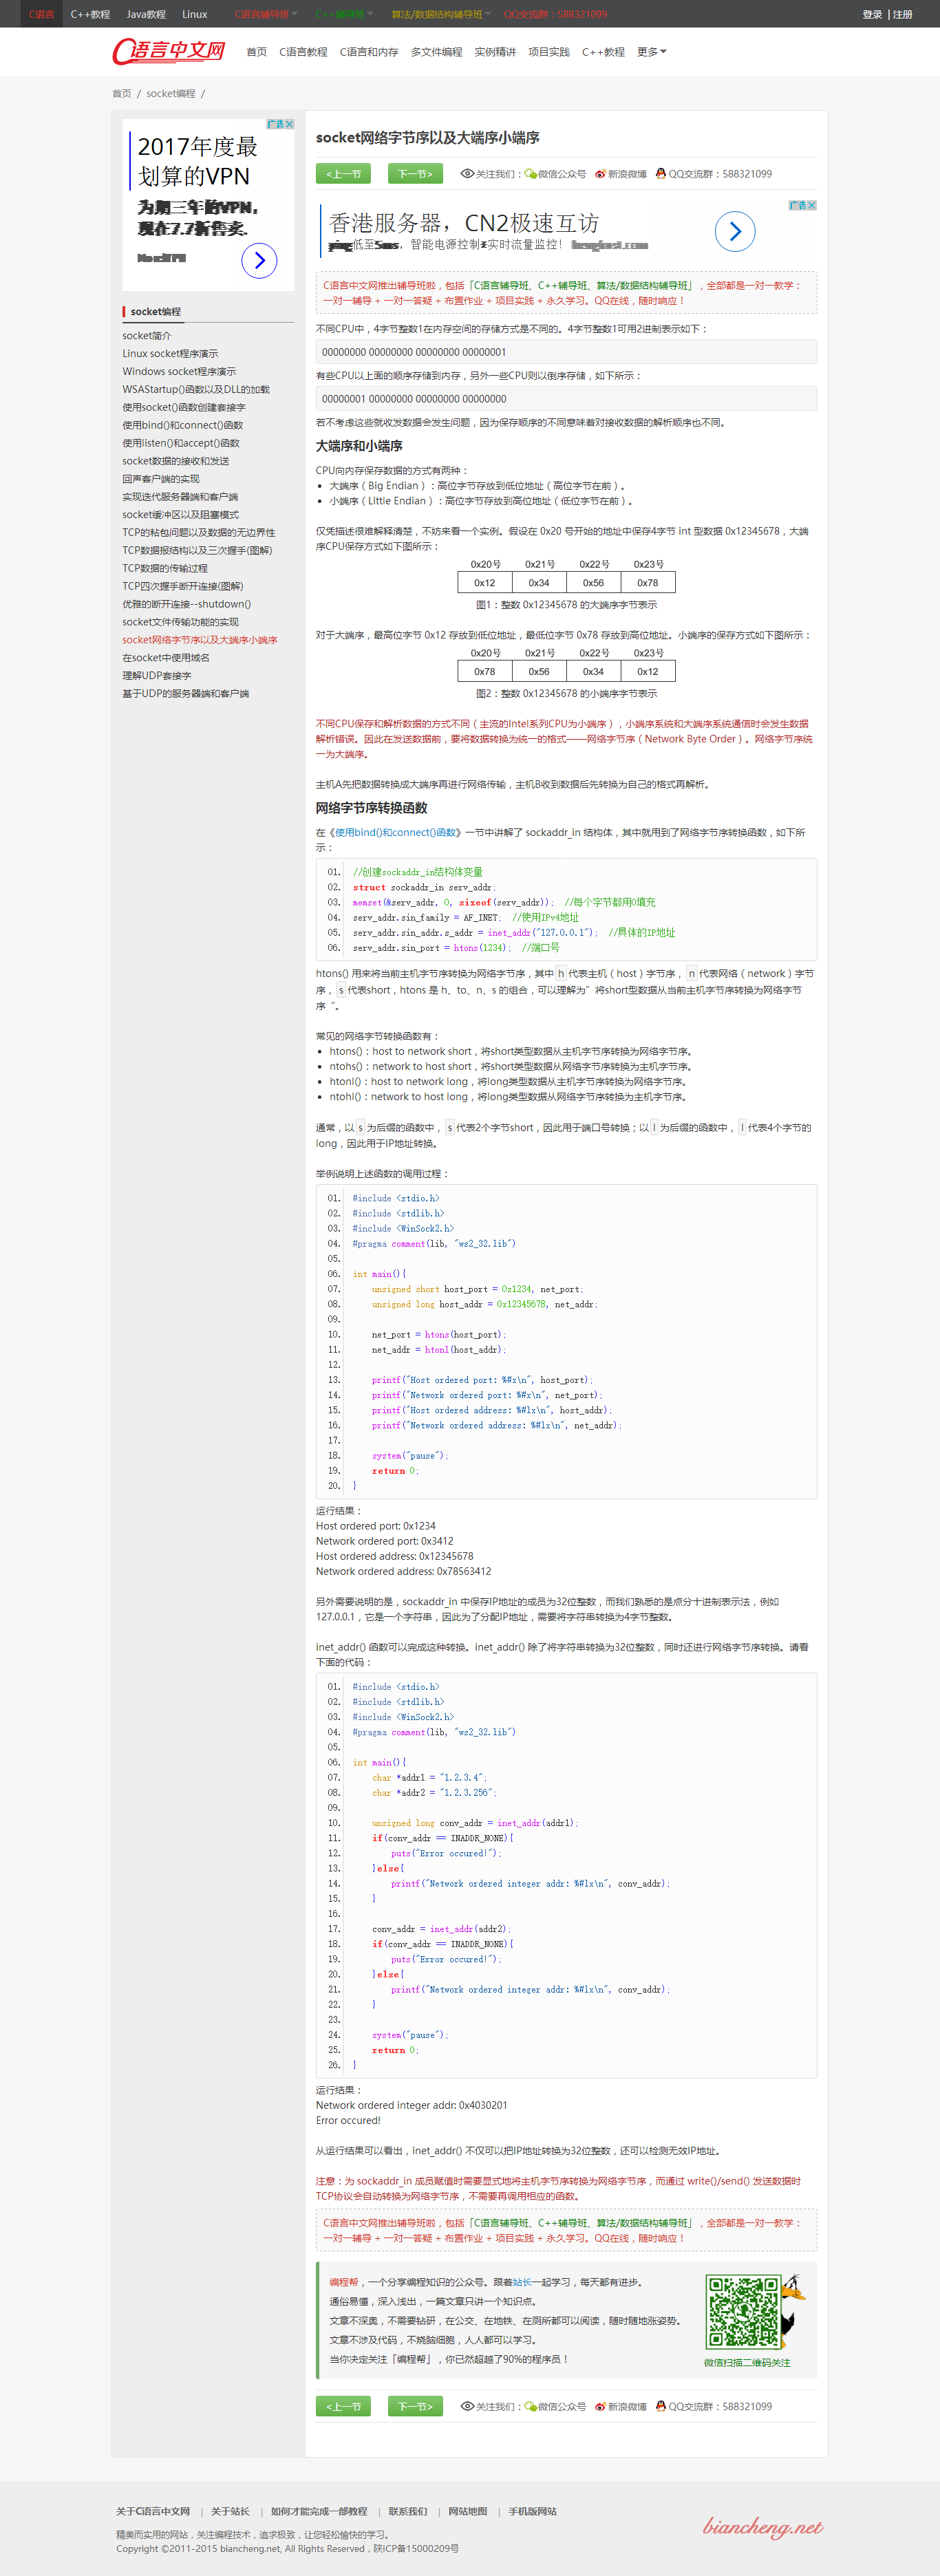 C语言 C++教程 Java教程 Linux C语言辅导班 C++辅导班 算法/数据结构辅导班 QQ交流群：588321099 登录 | 注册
C语言中文网 首页 C语言教程 C语言和内存 多文件编程 实例精讲 项目实践 C++教程 更多
首页 / socket编程 /
广告
2017年度最
划算的VPN
socket编程
socket简介
Linux socket程序演示
Windows socket程序演示
WSAStartup()函数以及DLL的加载
使用socket()函数创建套接字
使用bind()和connect()函数
使用listen()和accept()函数
socket数据的接收和发送
回声客户端的实现
实现迭代服务器端和客户端
socket缓冲区以及阻塞模式
TCP的粘包问题以及数据的无边界性
TCP数据报结构以及三次握手(图解)
TCP数据的传输过程
TCP四次握手断开连接(图解)
优雅的断开连接--shutdown()
socket文件传输功能的实现
socket网络字节序以及大端序小端序
在socket中使用域名
理解UDP套接字
基于UDP的服务器端和客户端
socket网络字节序以及大端序小端序
<上一节 下一节> 关注我们： 微信公众号 新浪微博 QQ交流群：588321099
广告
香港服务器，CN2极速互访
低至5ms，智能电源控制 实时流量监控！
C语言中文网推出辅导班啦，包括「C语言辅导班、C++辅导班、算法/数据结构辅导班」，全部都是一对一教学：
一对一辅导 + 一对一答疑 + 布置作业 + 项目实践 + 永久学习。QQ在线，随时响应！
不同CPU中，4字节整数1在内存空间的存储方式是不同的。4字节整数1可用2进制表示如下：
00000000 00000000 00000000 00000001
有些CPU以上面的顺序存储到内存，另外一些CPU则以倒序存储，如下所示：
00000001 00000000 00000000 00000000
若不考虑这些就收发数据会发生问题，因为保存顺序的不同意味着对接收数据的解析顺序也不同。
大端序和小端序
CPU向内存保存数据的方式有两种：
• 大端序（Big Endian）：高位字节存放到低位地址（高位字节在前）。
• 小端序（Little Endian）：高位字节存放到高位地址（低位字节在前）。
仅凭描述很难解释清楚，不妨来看一个实例。假设在 0x20 号开始的地址中保存4字节 int 型数据 0x12345678，大端
序CPU保存方式如下图所示：
0x20号 0x21号 0x22号 0x23号
0x12 0x34 0x56 0x78
图1：整数 0x12345678 的大端序字节表示
对于大端序，最高位字节 0x12 存放到低位地址，最低位字节 0x78 存放到高位地址。小端序的保存方式如下图所示：
0x20号 0x21号 0x22号 0x23号
0x78 0x56 0x34 0x12
图2：整数 0x12345678 的小端序字节表示
不同CPU保存和解析数据的方式不同（主流的Intel系列CPU为小端序），小端序系统和大端序系统通信时会发生数据
解析错误。因此在发送数据前，要将数据转换为统一的格式——网络字节序（Network Byte Order）。网络字节序统
一为大端序。
主机A先把数据转换成大端序再进行网络传输，主机B收到数据后先转换为自己的格式再解析。
网络字节序转换函数
在《使用bind()和connect()函数》一节中讲解了 sockaddr_in 结构体，其中就用到了网络字节序转换函数，如下所
示：
01. //创建sockaddr_in结构体变量
02. struct sockaddr_in serv_addr;
03. memset(&serv_addr, 0, sizeof(serv_addr)); //每个字节都用0填充
04. serv_addr.sin_family = AF_INET; //使用IPv4地址
05. serv_addr.sin_addr.s_addr = inet_addr("127.0.0.1"); //具体的IP地址
06. serv_addr.sin_port = htons(1234); //端口号
htons() 用来将当前主机字节序转换为网络字节序，其中 h 代表主机（host）字节序， n 代表网络（network）字节
序， s 代表short，htons 是 h、to、n、s 的组合，可以理解为”将short型数据从当前主机字节序转换为网络字节
序“。
常见的网络字节转换函数有：
• htons()：host to network short，将short类型数据从主机字节序转换为网络字节序。
• ntohs()：network to host short，将short类型数据从网络字节序转换为主机字节序。
• htonl()：host to network long，将long类型数据从主机字节序转换为网络字节序。
• ntohl()：network to host long，将long类型数据从网络字节序转换为主机字节序。
通常，以 s 为后缀的函数中， s 代表2个字节short，因此用于端口号转换；以 l 为后缀的函数中， l 代表4个字节的
long，因此用于IP地址转换。
举例说明上述函数的调用过程：
01. #include <stdio.h>
02. #include <stdlib.h>
03. #include <WinSock2.h>
04. #pragma comment(lib, "ws2_32.lib")
05.
06. int main(){
07. unsigned short host_port = 0x1234, net_port;
08. unsigned long host_addr = 0x12345678, net_addr;
09.
10. net_port = htons(host_port);
11. net_addr = htonl(host_addr);
12.
13. printf("Host ordered port: %#x\n", host_port);
14. printf("Network ordered port: %#x\n", net_port);
15. printf("Host ordered address: %#lx\n", host_addr);
16. printf("Network ordered address: %#lx\n", net_addr);
17.
18. system("pause");
19. return 0;
20. }
运行结果：
Host ordered port: 0x1234
Network ordered port: 0x3412
Host ordered address: 0x12345678
Network ordered address: 0x78563412
另外需要说明的是，sockaddr_in 中保存IP地址的成员为32位整数，而我们熟悉的是点分十进制表示法，例如
127.0.0.1，它是一个字符串，因此为了分配IP地址，需要将字符串转换为4字节整数。
inet_addr() 函数可以完成这种转换。inet_addr() 除了将字符串转换为32位整数，同时还进行网络字节序转换。请看
下面的代码：
01. #include <stdio.h>
02. #include <stdlib.h>
03. #include <WinSock2.h>
04. #pragma comment(lib, "ws2_32.lib")
05.
06. int main(){
07. char *addr1 = "1.2.3.4";
08. char *addr2 = "1.2.3.256";
09.
10. unsigned long conv_addr = inet_addr(addr1);
11. if(conv_addr == INADDR_NONE){
12. puts("Error occured!");
13. }else{
14. printf("Network ordered integer addr: %#lx\n", conv_addr);
15. }
16.
17. conv_addr = inet_addr(addr2);
18. if(conv_addr == INADDR_NONE){
19. puts("Error occured!");
20. }else{
21. printf("Network ordered integer addr: %#lx\n", conv_addr);
22. }
23.
24. system("pause");
25. return 0;
26. }
运行结果：
Network ordered integer addr: 0x4030201
Error occured!
从运行结果可以看出，inet_addr() 不仅可以把IP地址转换为32位整数，还可以检测无效IP地址。
注意：为 sockaddr_in 成员赋值时需要显式地将主机字节序转换为网络字节序，而通过 write()/send() 发送数据时
TCP协议会自动转换为网络字节序，不需要再调用相应的函数。
C语言中文网推出辅导班啦，包括「C语言辅导班、C++辅导班、算法/数据结构辅导班」，全部都是一对一教学：
一对一辅导 + 一对一答疑 + 布置作业 + 项目实践 + 永久学习。QQ在线，随时响应！
编程帮，一个分享编程知识的公众号。跟着站长一起学习，每天都有进步。
通俗易懂，深入浅出，一篇文章只讲一个知识点。
文章不深奥，不需要钻研，在公交、在地铁、在厕所都可以阅读，随时随地涨姿势。
文章不涉及代码，不烧脑细胞，人人都可以学习。
当你决定关注「编程帮」，你已然超越了90%的程序员！
微信扫描二维码关注
<上一节 下一节> 关注我们： 微信公众号 新浪微博 QQ交流群：588321099
关于C语言中文网 | 关于站长 | 如何才能完成一部教程 | 联系我们 | 网站地图 | 手机版网站
精美而实用的网站，关注编程技术，追求极致，让您轻松愉快的学习。
Copyright ©2011-2015 biancheng.net, All Rights Reserved，陕ICP备15000209号
biancheng.net